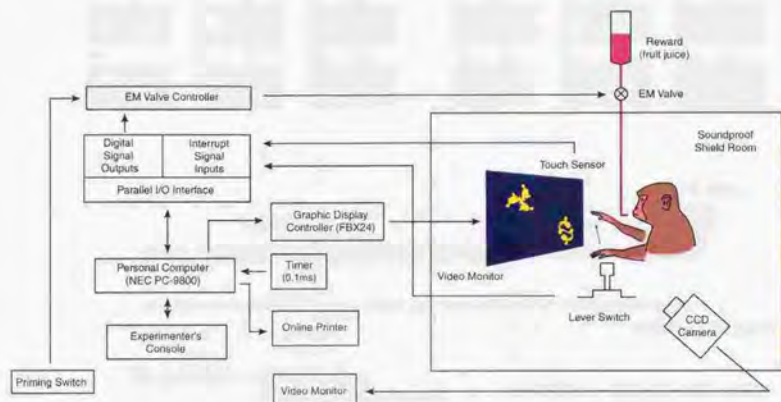 Reward
(fruit juice)
EM Valve Controller
EM Valve
Digital
Signal
Outputs
Interrupt
Signal
Inputs
Parallel I/O Interface
Touch Sensor
Soundproof
Shield Room
Graphic Display
Controller (FBX24)
Personal Computer
(NEC PC-9800)
Timer
(0.1ms)
Video Monitor
Lever Switch
Online Printer
Experimenter's
Console
CCD
Camera
Priming Switch
Video Monitor